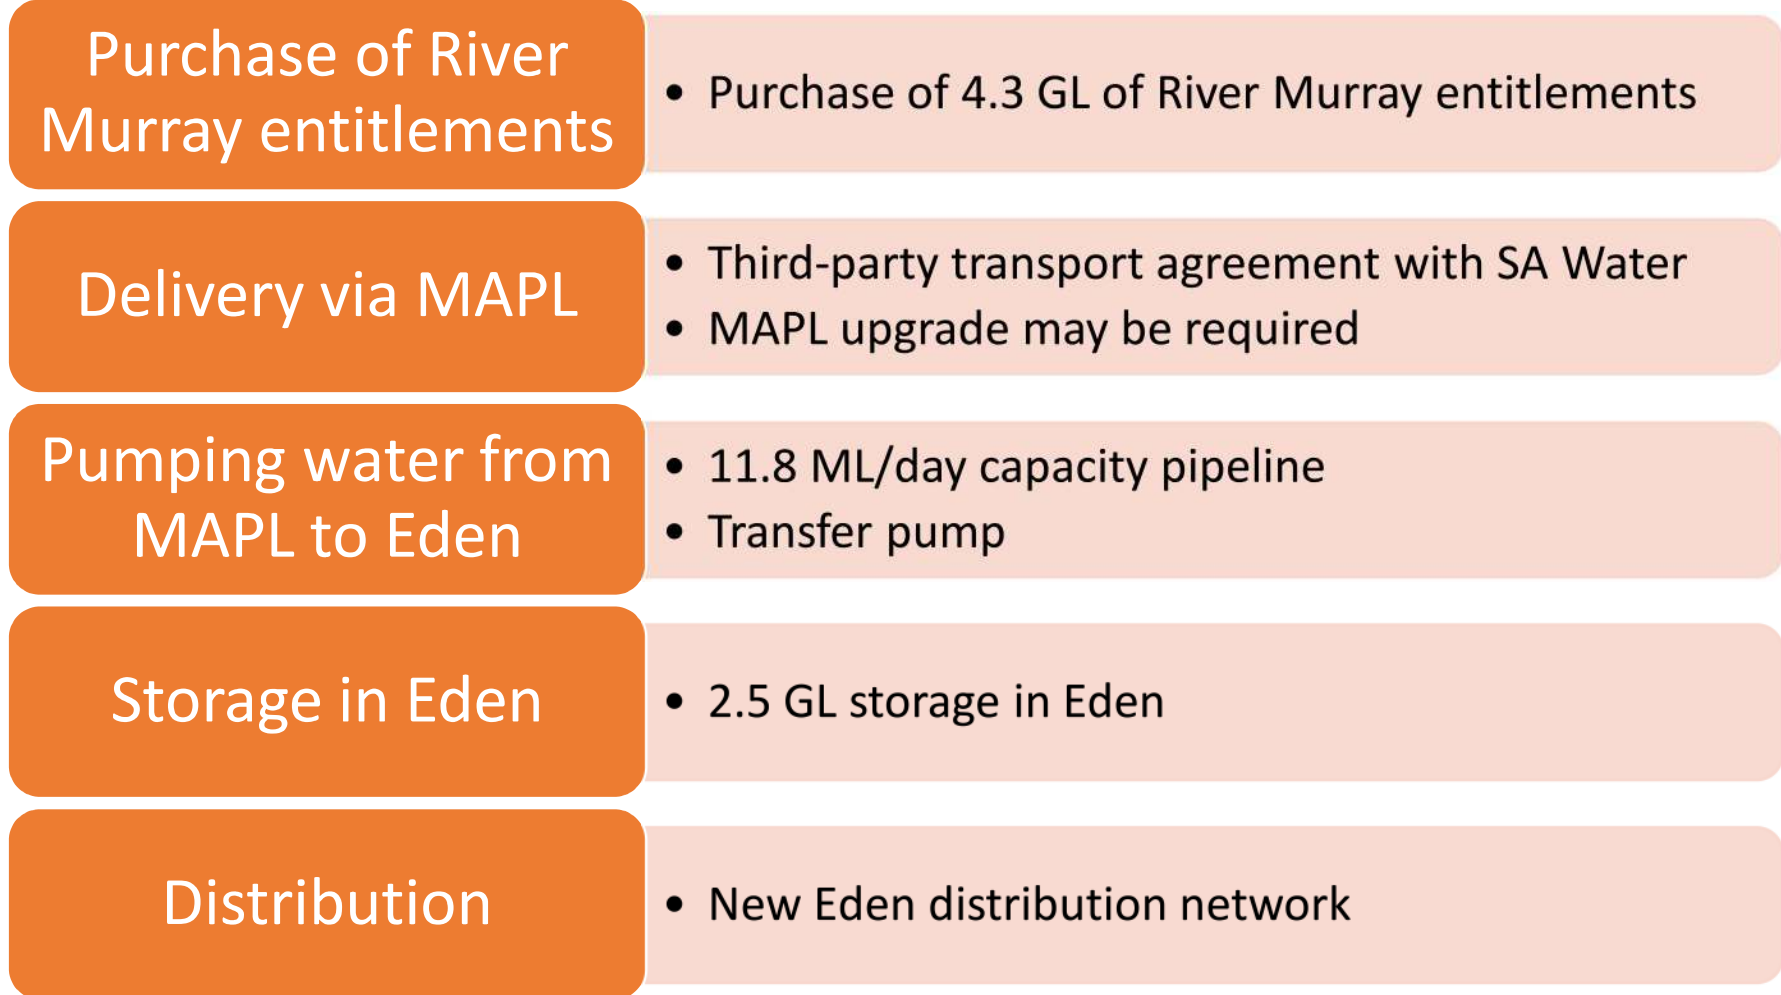 Purchase of River
Murray entitlements
• Purchase of 4.3 GL of River Murray entitlements
Delivery via MAPL
• Third-party transport agreement with SA Water
• MAPL upgrade may be required
Pumping water from
MAPL to Eden
• 11.8 ML/day capacity pipeline
• Transfer pump
Storage in Eden
• 2.5 GL storage in Eden
Distribution
• New Eden distribution network